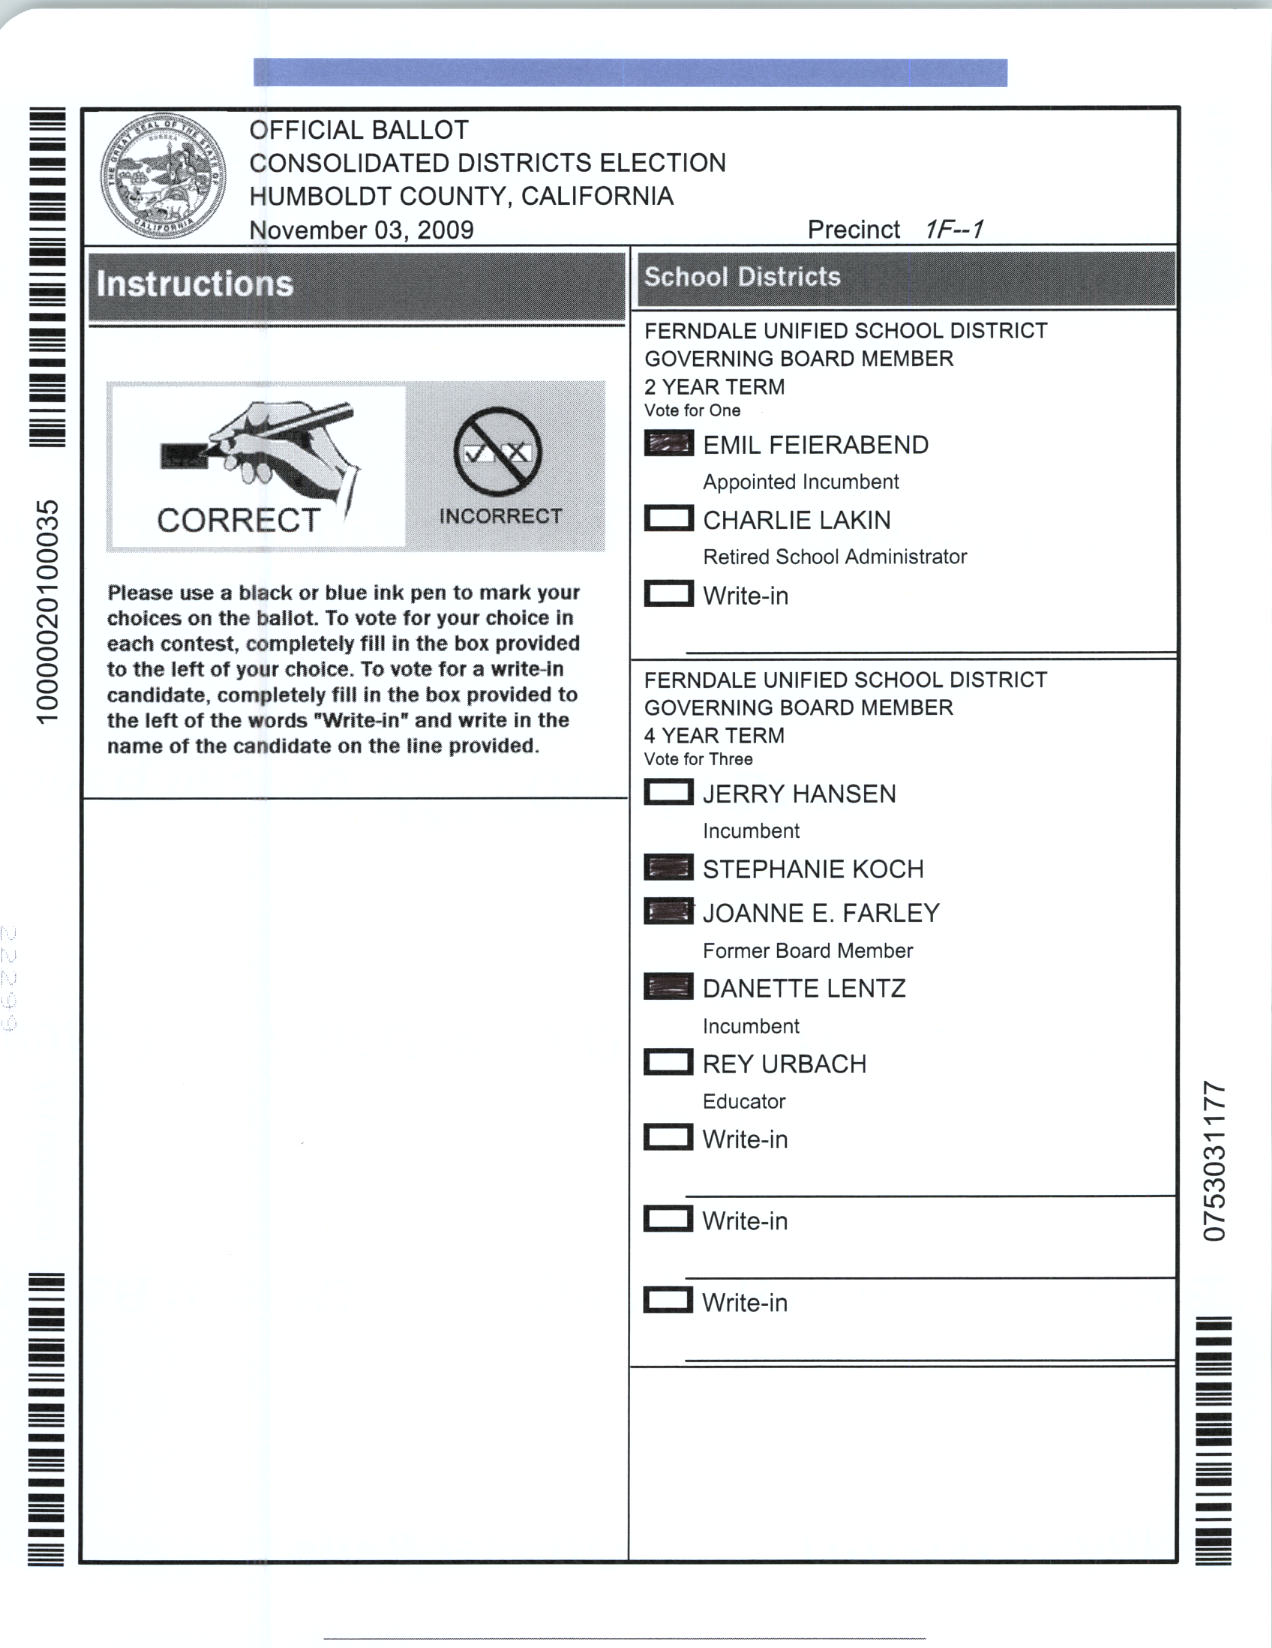 OFFICIAL BALLOT
CONSOLIDATED DISTRICTS ELECTION
HUMBOLDT COUNTY, CALIFORNIA
November 03, 2009
Precinct 1F--1
THE GREAT SEAL OF THE STATE OF CALIFORNIA
EUREKA
Instructions
CORRECT
INCORRECT
Please use a black or blue ink pen to mark your
choices on the ballot. To vote for your choice in
each contest, completely fill in the box provided
to the left of your choice. To vote for a write-in
candidate, completely fill in the box provided to
the left of the words "Write-in" and write in the
name of the candidate on the line provided.
School Districts
FERNDALE UNIFIED SCHOOL DISTRICT
GOVERNING BOARD MEMBER
2 YEAR TERM
Vote for One
EMIL FEIERABEND
Appointed Incumbent
CHARLIE LAKIN
Retired School Administrator
Write-in
FERNDALE UNIFIED SCHOOL DISTRICT
GOVERNING BOARD MEMBER
4 YEAR TERM
Vote for Three
JERRY HANSEN
Incumbent
STEPHANIE KOCH
JOANNE E. FARLEY
Former Board Member
DANETTE LENTZ
Incumbent
REY URBACH
Educator
Write-in
Write-in
Write-in
10000020100035
22299
0753031177